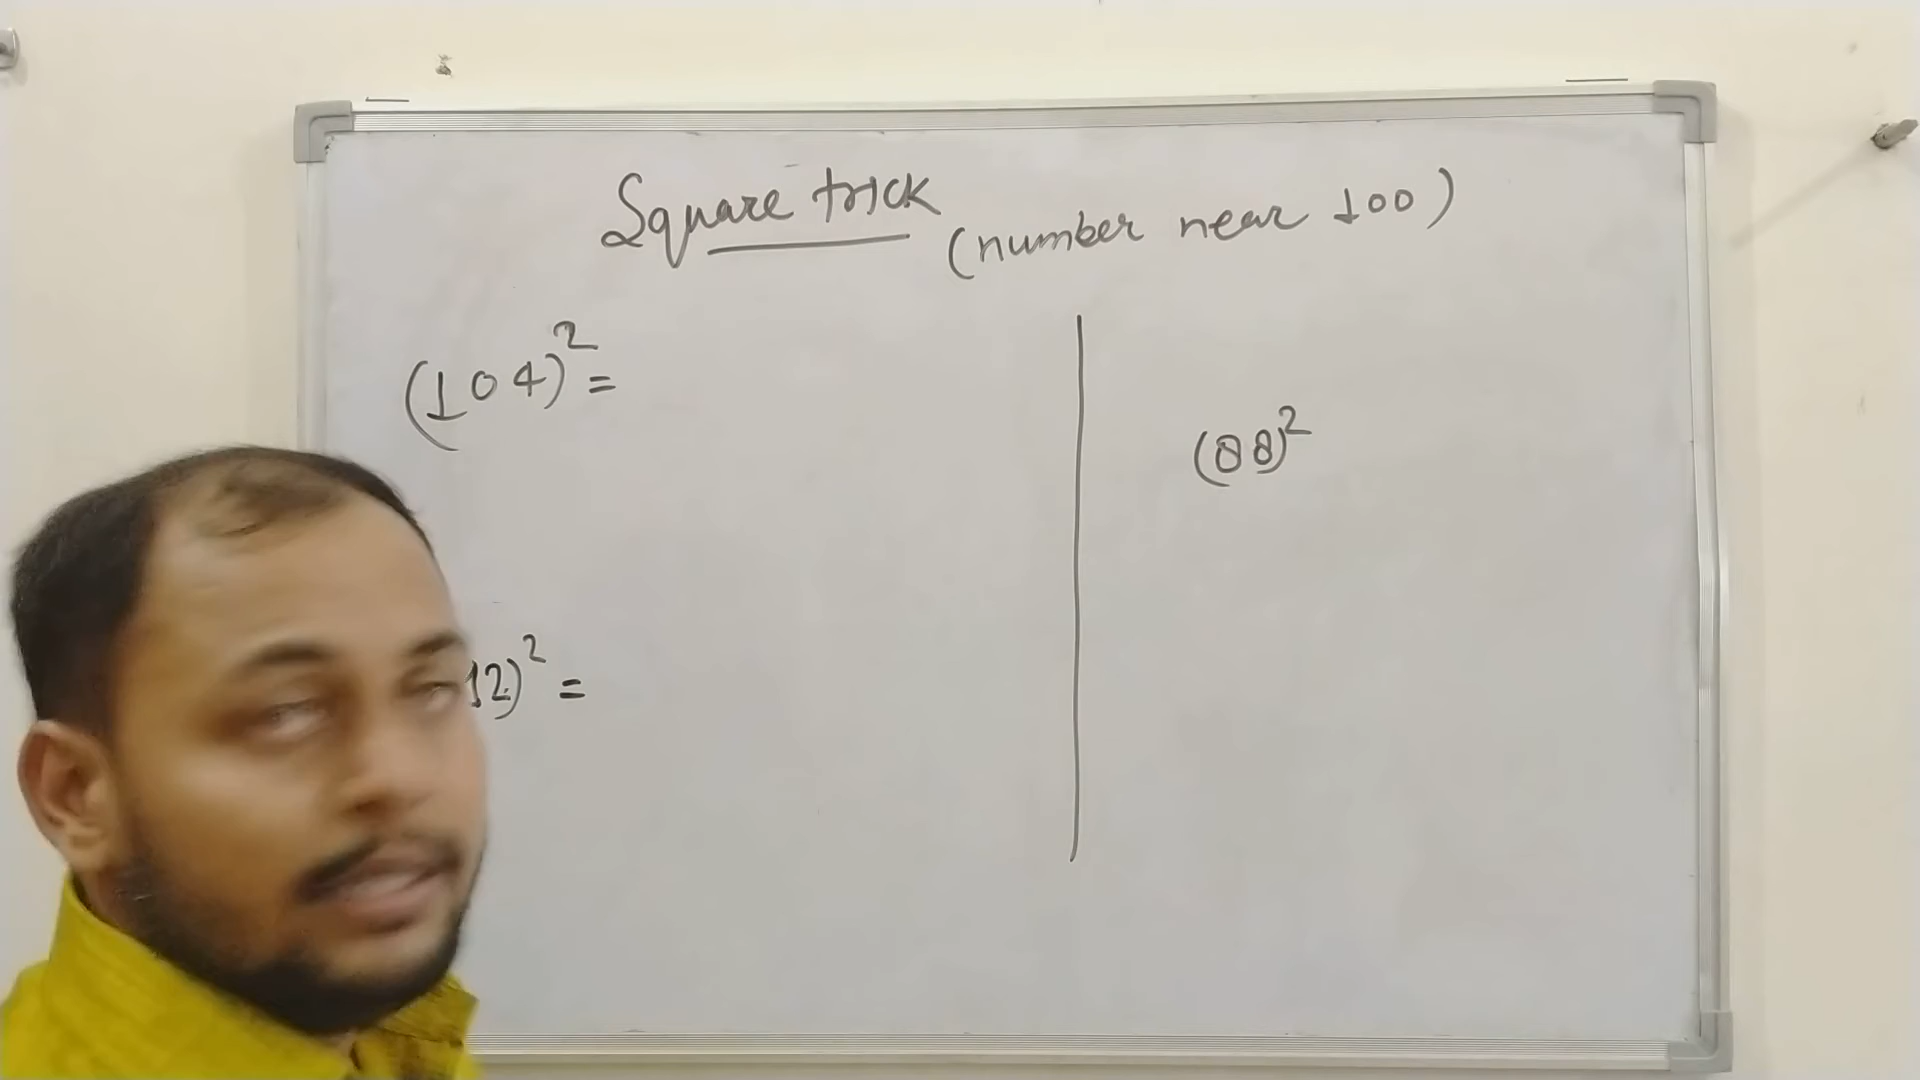 Square trick
(number near 100)
(104)² =
(88)²
12)² =